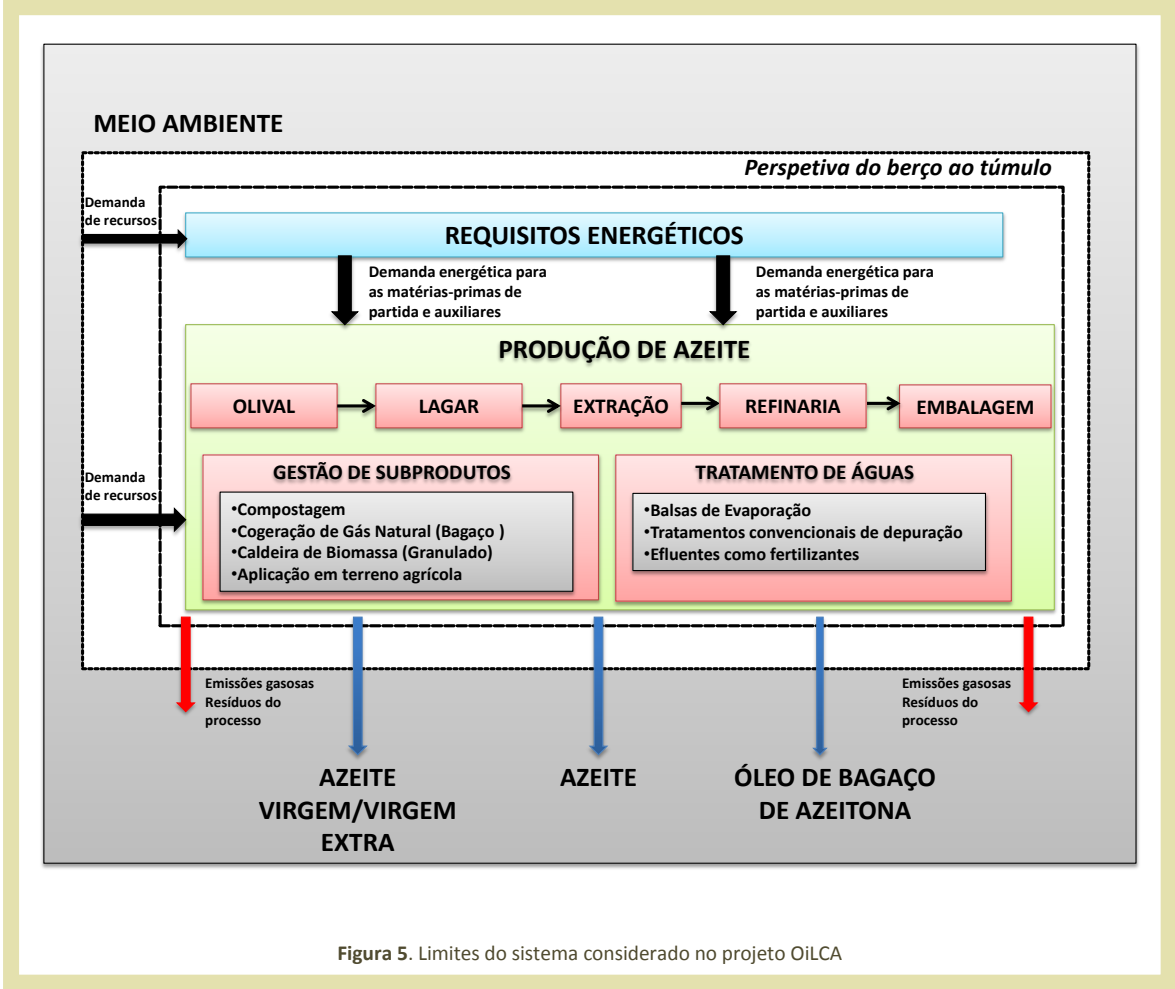 MEIO AMBIENTE
Perspetiva do berço ao túmulo
Demanda
de recursos
REQUISITOS ENERGÉTICOS
Demanda energética para
as matérias-primas de
partida e auxiliares
Demanda energética para
as matérias-primas de
partida e auxiliares
PRODUÇÃO DE AZEITE
OLIVAL
LAGAR
EXTRAÇÃO
REFINARIA
EMBALAGEM
Demanda
de recursos
GESTÃO DE SUBPRODUTOS
•Compostagem
•Cogeração de Gás Natural (Bagaço )
•Caldeira de Biomassa (Granulado)
•Aplicação em terreno agrícola
TRATAMENTO DE ÁGUAS
•Balsas de Evaporação
•Tratamentos convencionais de depuração
•Efluentes como fertilizantes
Emissões gasosas
Resíduos do
processo
Emissões gasosas
Resíduos do
processo
AZEITE
VIRGEM/VIRGEM
EXTRA
AZEITE
ÓLEO DE BAGAÇO
DE AZEITONA
Figura 5. Limites do sistema considerado no projeto OiLCA